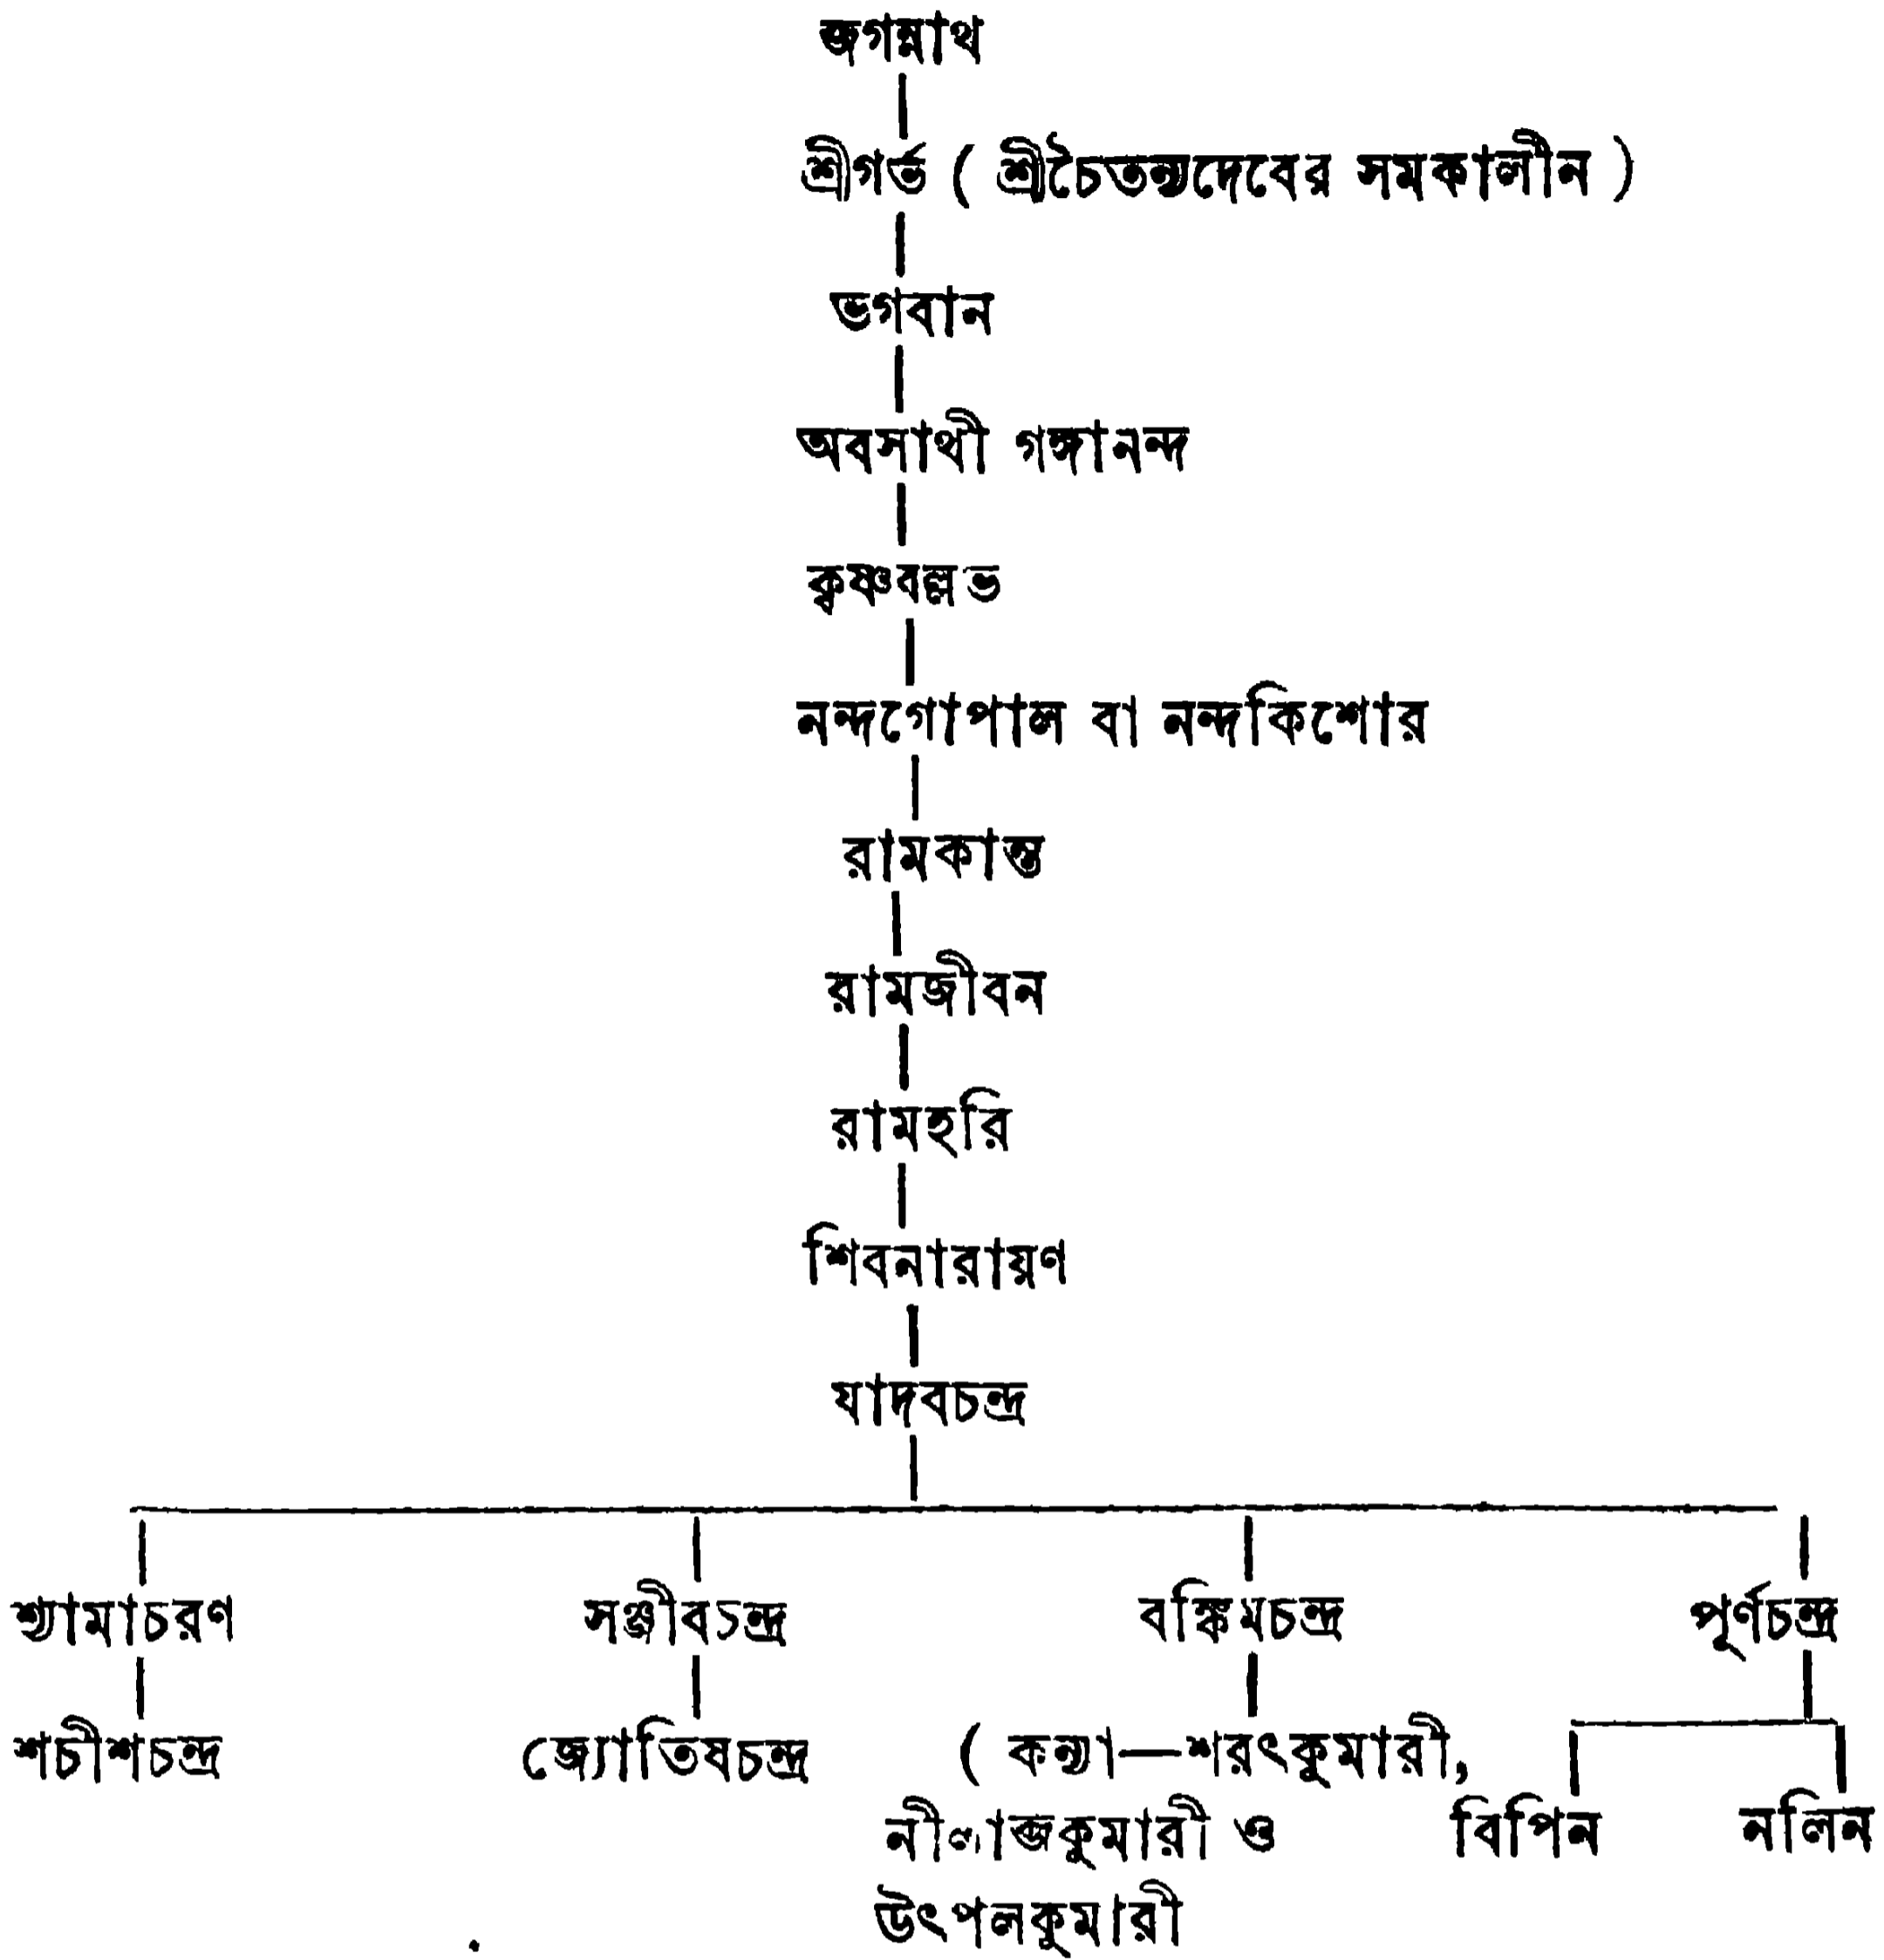 জগন্নাথ
শ্রীগর্ভ ( শ্রীচৈতন্যদেবের সমকালীন )
ভগবান
অবসাথী গঙ্গানন্দ
কৃষ্ণবল্লভ
নন্দগোপাল বা নন্দকিশোর
রামকান্ত
রামজীবন
রামহরি
শিবনারায়ণ
যাদবচন্দ্র
শ্যামাচরণ সঞ্জীবচন্দ্র বঙ্কিমচন্দ্র পূর্ণচন্দ্র
শচীশচন্দ্র জ্যোতিষচন্দ্র ( কন্যা—শরৎকুমারী,
নীলাব্জকুমারী ও বিপিন নলিন
উৎপলকুমারী